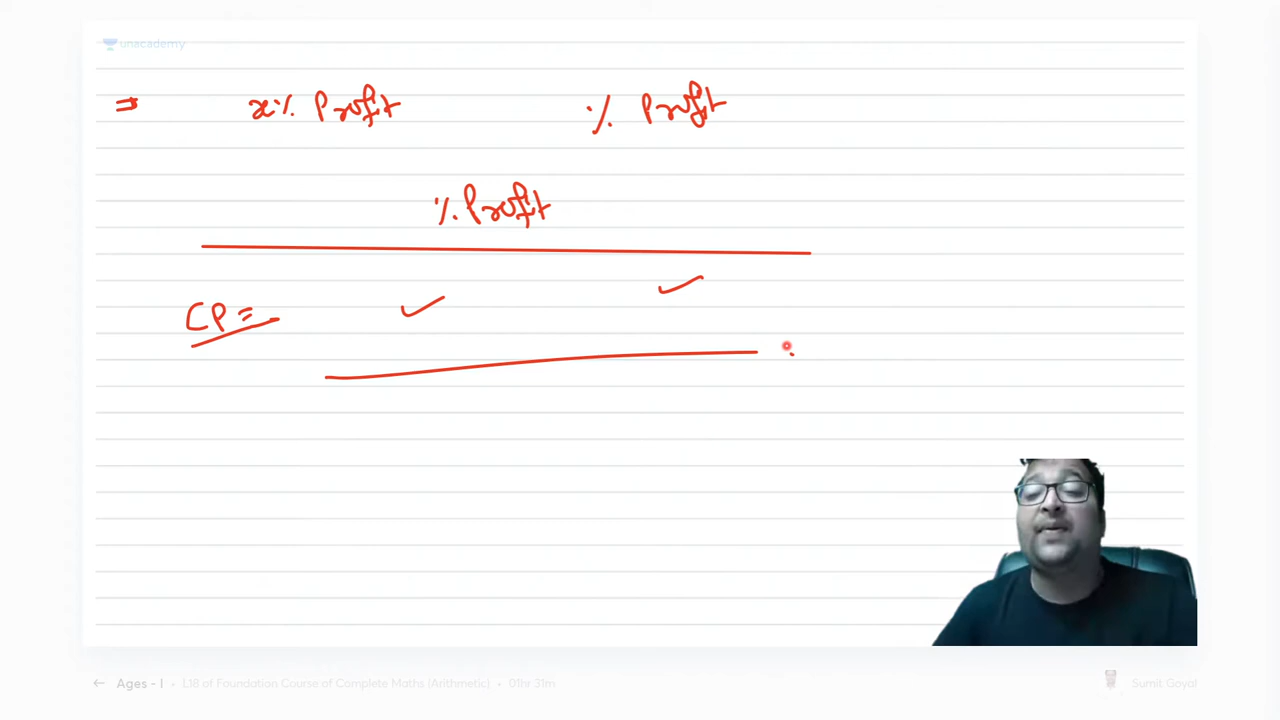 unacademy
⇒ x% Profit % Profit
% Profit
CP =
← Ages - I • L18 of Foundation Course of Complete Maths (Arithmetic) • 01hr 31m Sumit Goyal